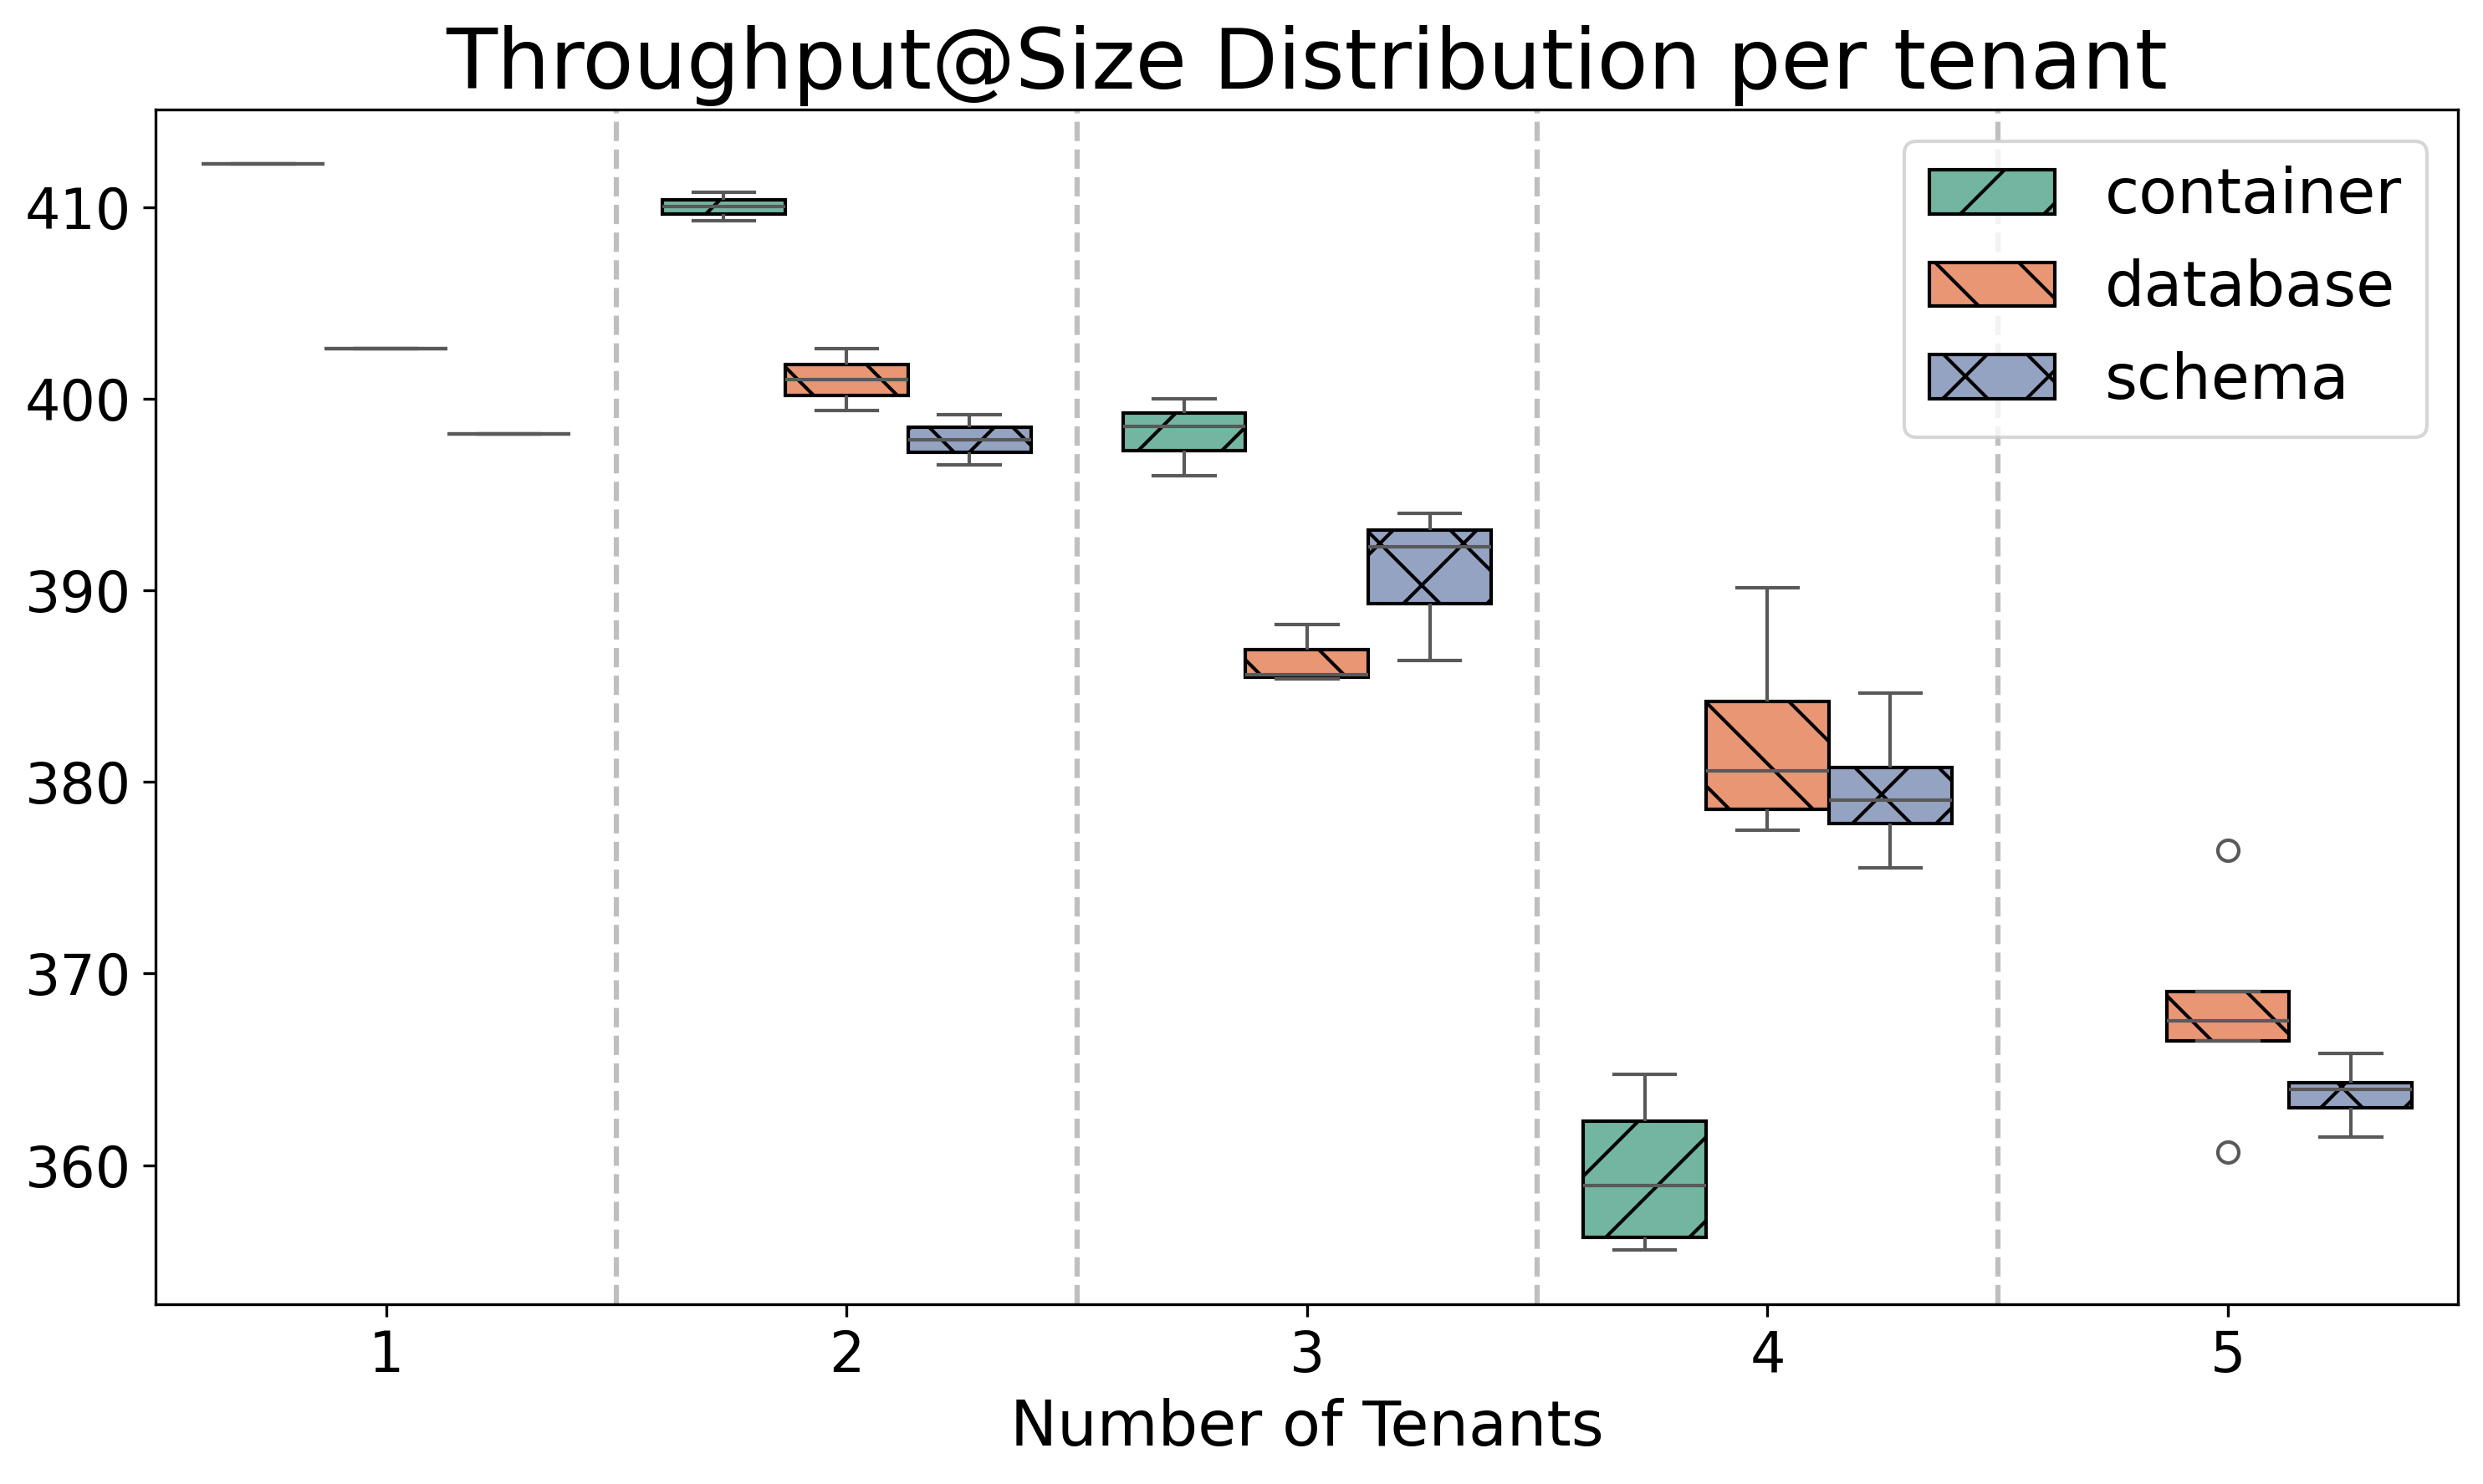 Throughput@Size Distribution per tenant
container
database
schema
410
400
390
380
370
360
1 2 3 4 5
Number of Tenants